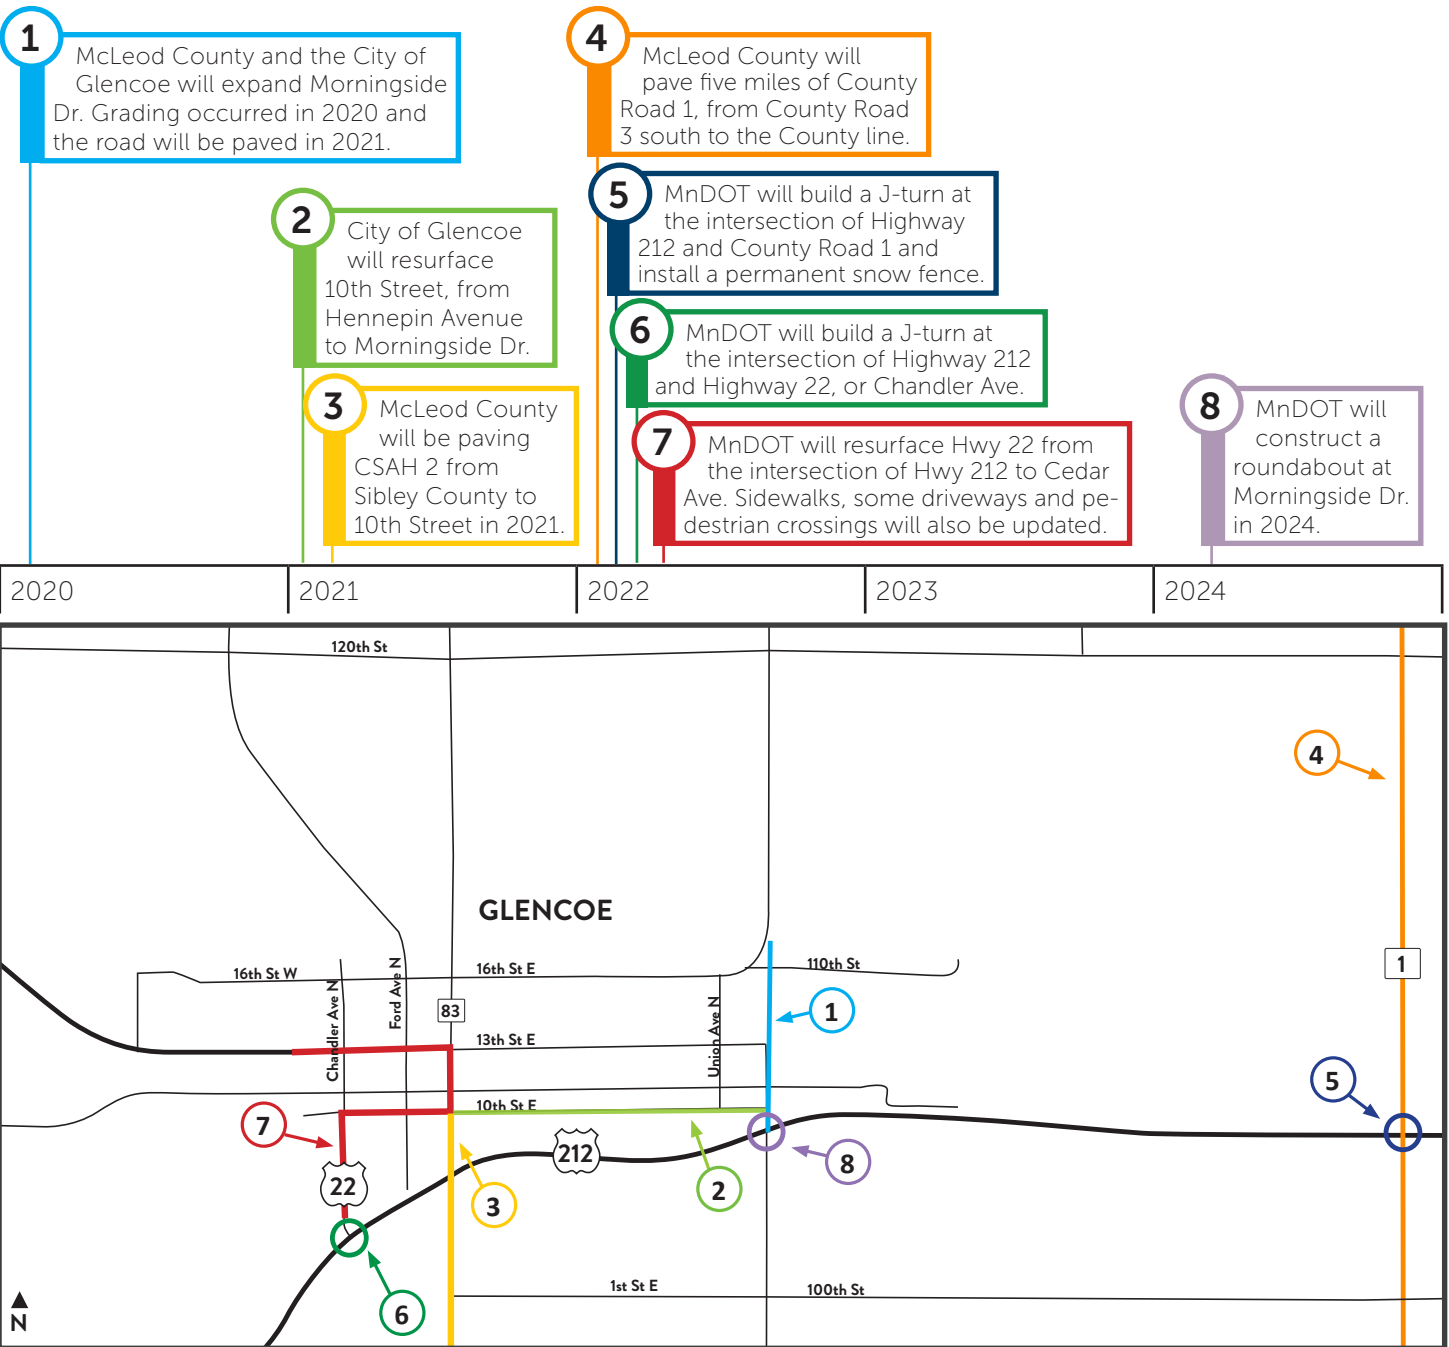 1
McLeod County and the City of
Glencoe will expand Morningside
Dr. Grading occurred in 2020 and
the road will be paved in 2021.
2
City of Glencoe
will resurface
10th Street, from
Hennepin Avenue
to Morningside Dr.
3
McLeod County
will be paving
CSAH 2 from
Sibley County to
10th Street in 2021.
4
McLeod County will
pave five miles of County
Road 1, from County Road
3 south to the County line.
5
MnDOT will build a J-turn at
the intersection of Highway
212 and County Road 1 and
install a permanent snow fence.
6
MnDOT will build a J-turn at
the intersection of Highway 212
and Highway 22, or Chandler Ave.
7
MnDOT will resurface Hwy 22 from
the intersection of Hwy 212 to Cedar
Ave. Sidewalks, some driveways and pe-
destrian crossings will also be updated.
8
MnDOT will
construct a
roundabout at
Morningside Dr.
in 2024.
2020
2021
2022
2023
2024
120th St
4
GLENCOE
16th St W
16th St E
110th St
1
Chandler Ave N
Ford Ave N
83
Union Ave N
1
13th St E
5
10th St E
7
212
8
22
3
2
6
1st St E
100th St
N